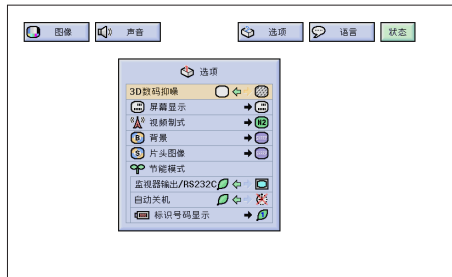 图像
声音
选项
语言
状态
选项
3D数码抑噪
屏幕显示
视频制式 N2
B 背景
S 片头图像
节能模式
监视器输出/RS232C
自动关机
标识号码显示 1